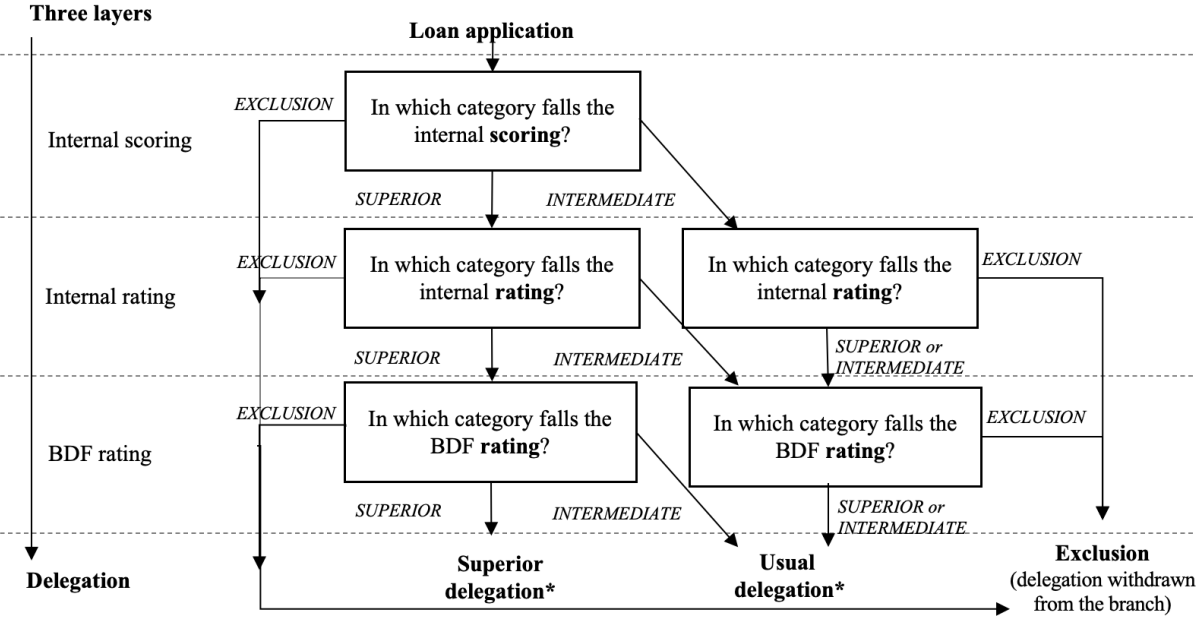 Three layers
Loan application
EXCLUSION
In which category falls the
internal scoring?
Internal scoring
SUPERIOR
INTERMEDIATE
EXCLUSION
In which category falls the
internal rating?
In which category falls the
internal rating?
EXCLUSION
Internal rating
SUPERIOR
INTERMEDIATE
SUPERIOR or
INTERMEDIATE
EXCLUSION
In which category falls the
BDF rating?
In which category falls the
BDF rating?
EXCLUSION
BDF rating
SUPERIOR
INTERMEDIATE
SUPERIOR or
INTERMEDIATE
Delegation
Superior
delegation*
Usual
delegation*
Exclusion
(delegation withdrawn
from the branch)